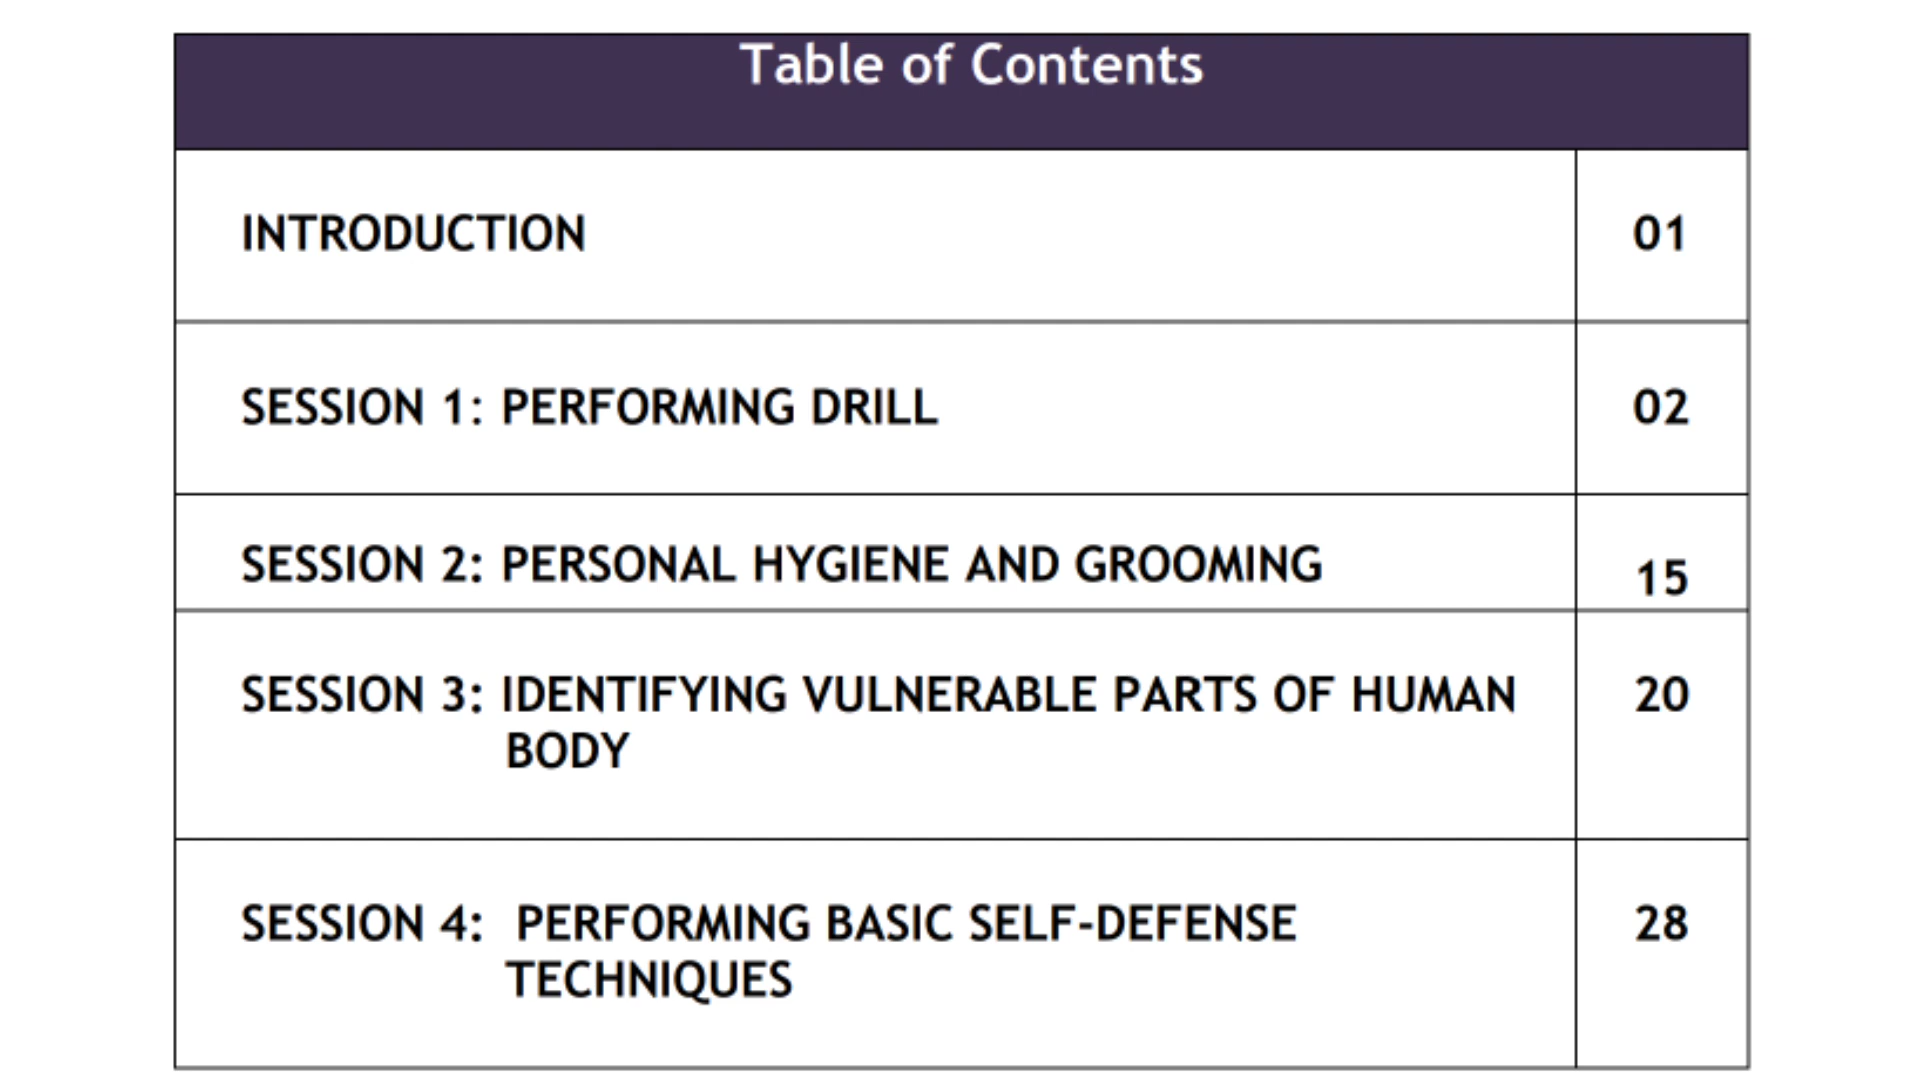 Table of Contents
INTRODUCTION 01
SESSION 1: PERFORMING DRILL 02
SESSION 2: PERSONAL HYGIENE AND GROOMING 15
SESSION 3: IDENTIFYING VULNERABLE PARTS OF HUMAN 20
BODY
SESSION 4: PERFORMING BASIC SELF-DEFENSE 28
TECHNIQUES